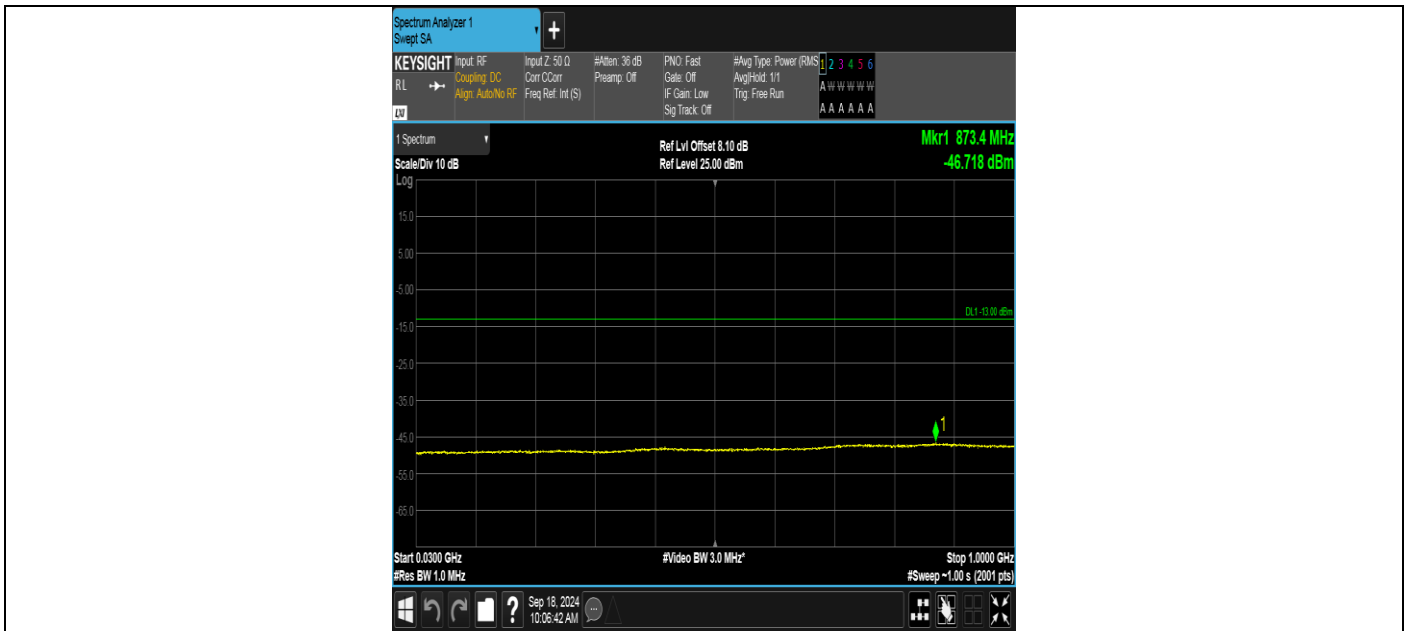 Spectrum Analyzer 1
Swept SA
KEYSIGHT
RL
LXI
Input: RF
Coupling: DC
Align: Auto/No RF
Input Z: 50 Ω
Corr CCorr
Freq Ref: Int (S)
#Atten: 36 dB
Preamp: Off
PNO: Fast
Gate: Off
IF Gain: Low
Sig Track: Off
#Avg Type: Power (RMS
Avg|Hold: 1/1
Trig: Free Run
1 2 3 4 5 6
A W W W W W
A A A A A A
1 Spectrum
Scale/Div 10 dB
Log
Ref Lvl Offset 8.10 dB
Ref Level 25.00 dBm
Mkr1 873.4 MHz
-46.718 dBm
15.0
5.00
-5.00
DL1 -13.00 dBm
-15.0
-25.0
-35.0
1
-45.0
-55.0
-65.0
Start 0.0300 GHz
#Video BW 3.0 MHz*
Stop 1.0000 GHz
#Res BW 1.0 MHz
#Sweep ~1.00 s (2001 pts)
?
Sep 18, 2024
10:06:42 AM